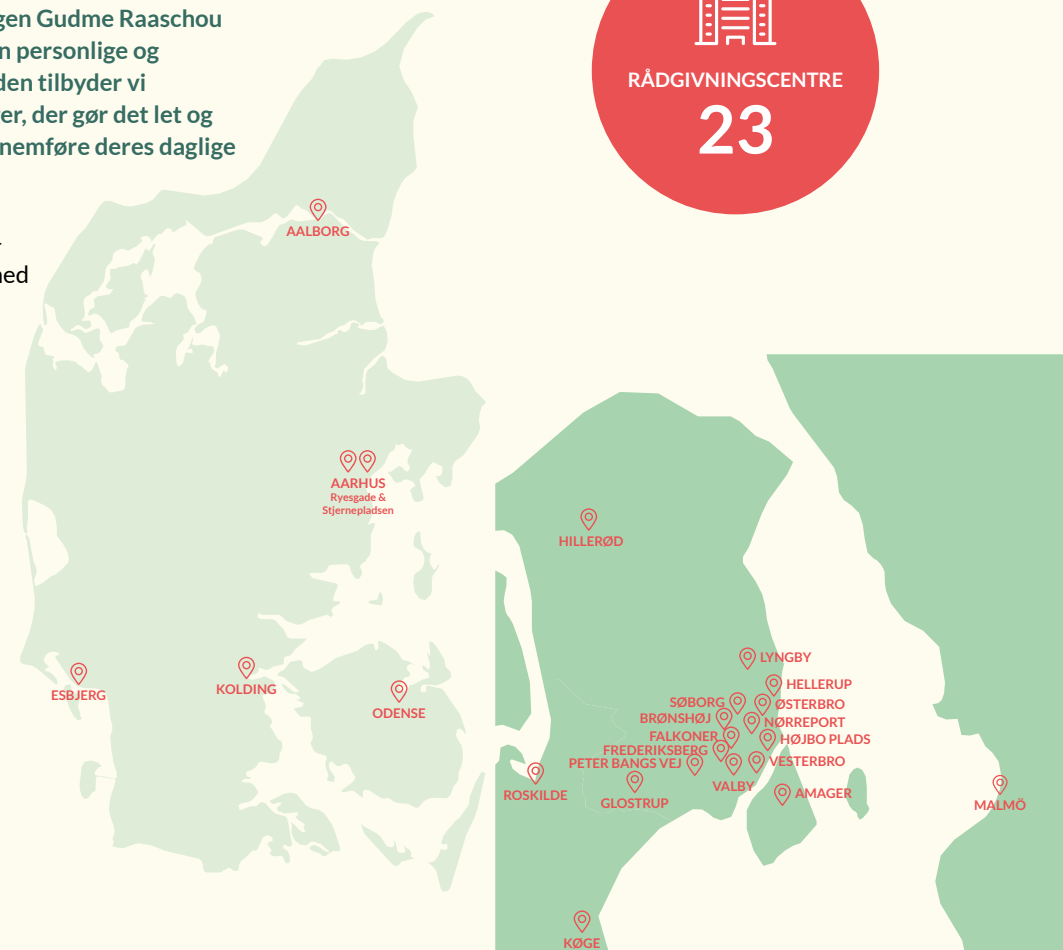 gen Gudme Raaschou
n personlige og
den tilbyder vi
er, der gør det let og
nemføre deres daglige
ned
RÅDGIVNINGSCENTRE
23
AALBORG
AARHUS
Ryesgade &
Stjernepladsen
ESBJERG
KOLDING
ODENSE
HILLERØD
LYNGBY
HELLERUP
SØBORG
ØSTERBRO
BRØNSHØJ
NØRREPORT
FALKONER
HØJBO PLADS
FREDERIKSBERG
PETER BANGS VEJ
VESTERBRO
VALBY
AMAGER
ROSKILDE
GLOSTRUP
MALMÖ
KØGE